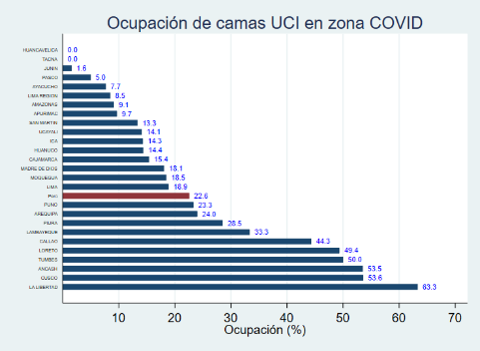 Ocupación de camas UCI en zona COVID
HUANCAVELICA 0.0
TACNA 0.0
JUNIN 1.6
PASCO 5.0
AYACUCHO 7.7
LIMA REGION 8.5
AMAZONAS 9.1
APURIMAC 9.7
SAN MARTIN 13.3
UCAYALI 14.1
ICA 14.3
HUANUCO 14.4
CAJAMARCA 15.4
MADRE DE DIOS 18.1
MOQUEGUA 18.5
LIMA 18.9
Perú 22.6
PUNO 23.3
AREQUIPA 24.0
PIURA 28.5
LAMBAYEQUE 33.3
CALLAO 44.3
LORETO 49.4
TUMBES 50.0
ANCASH 53.5
CUSCO 53.6
LA LIBERTAD 63.3
10 20 30 40 50 60 70
Ocupación (%)